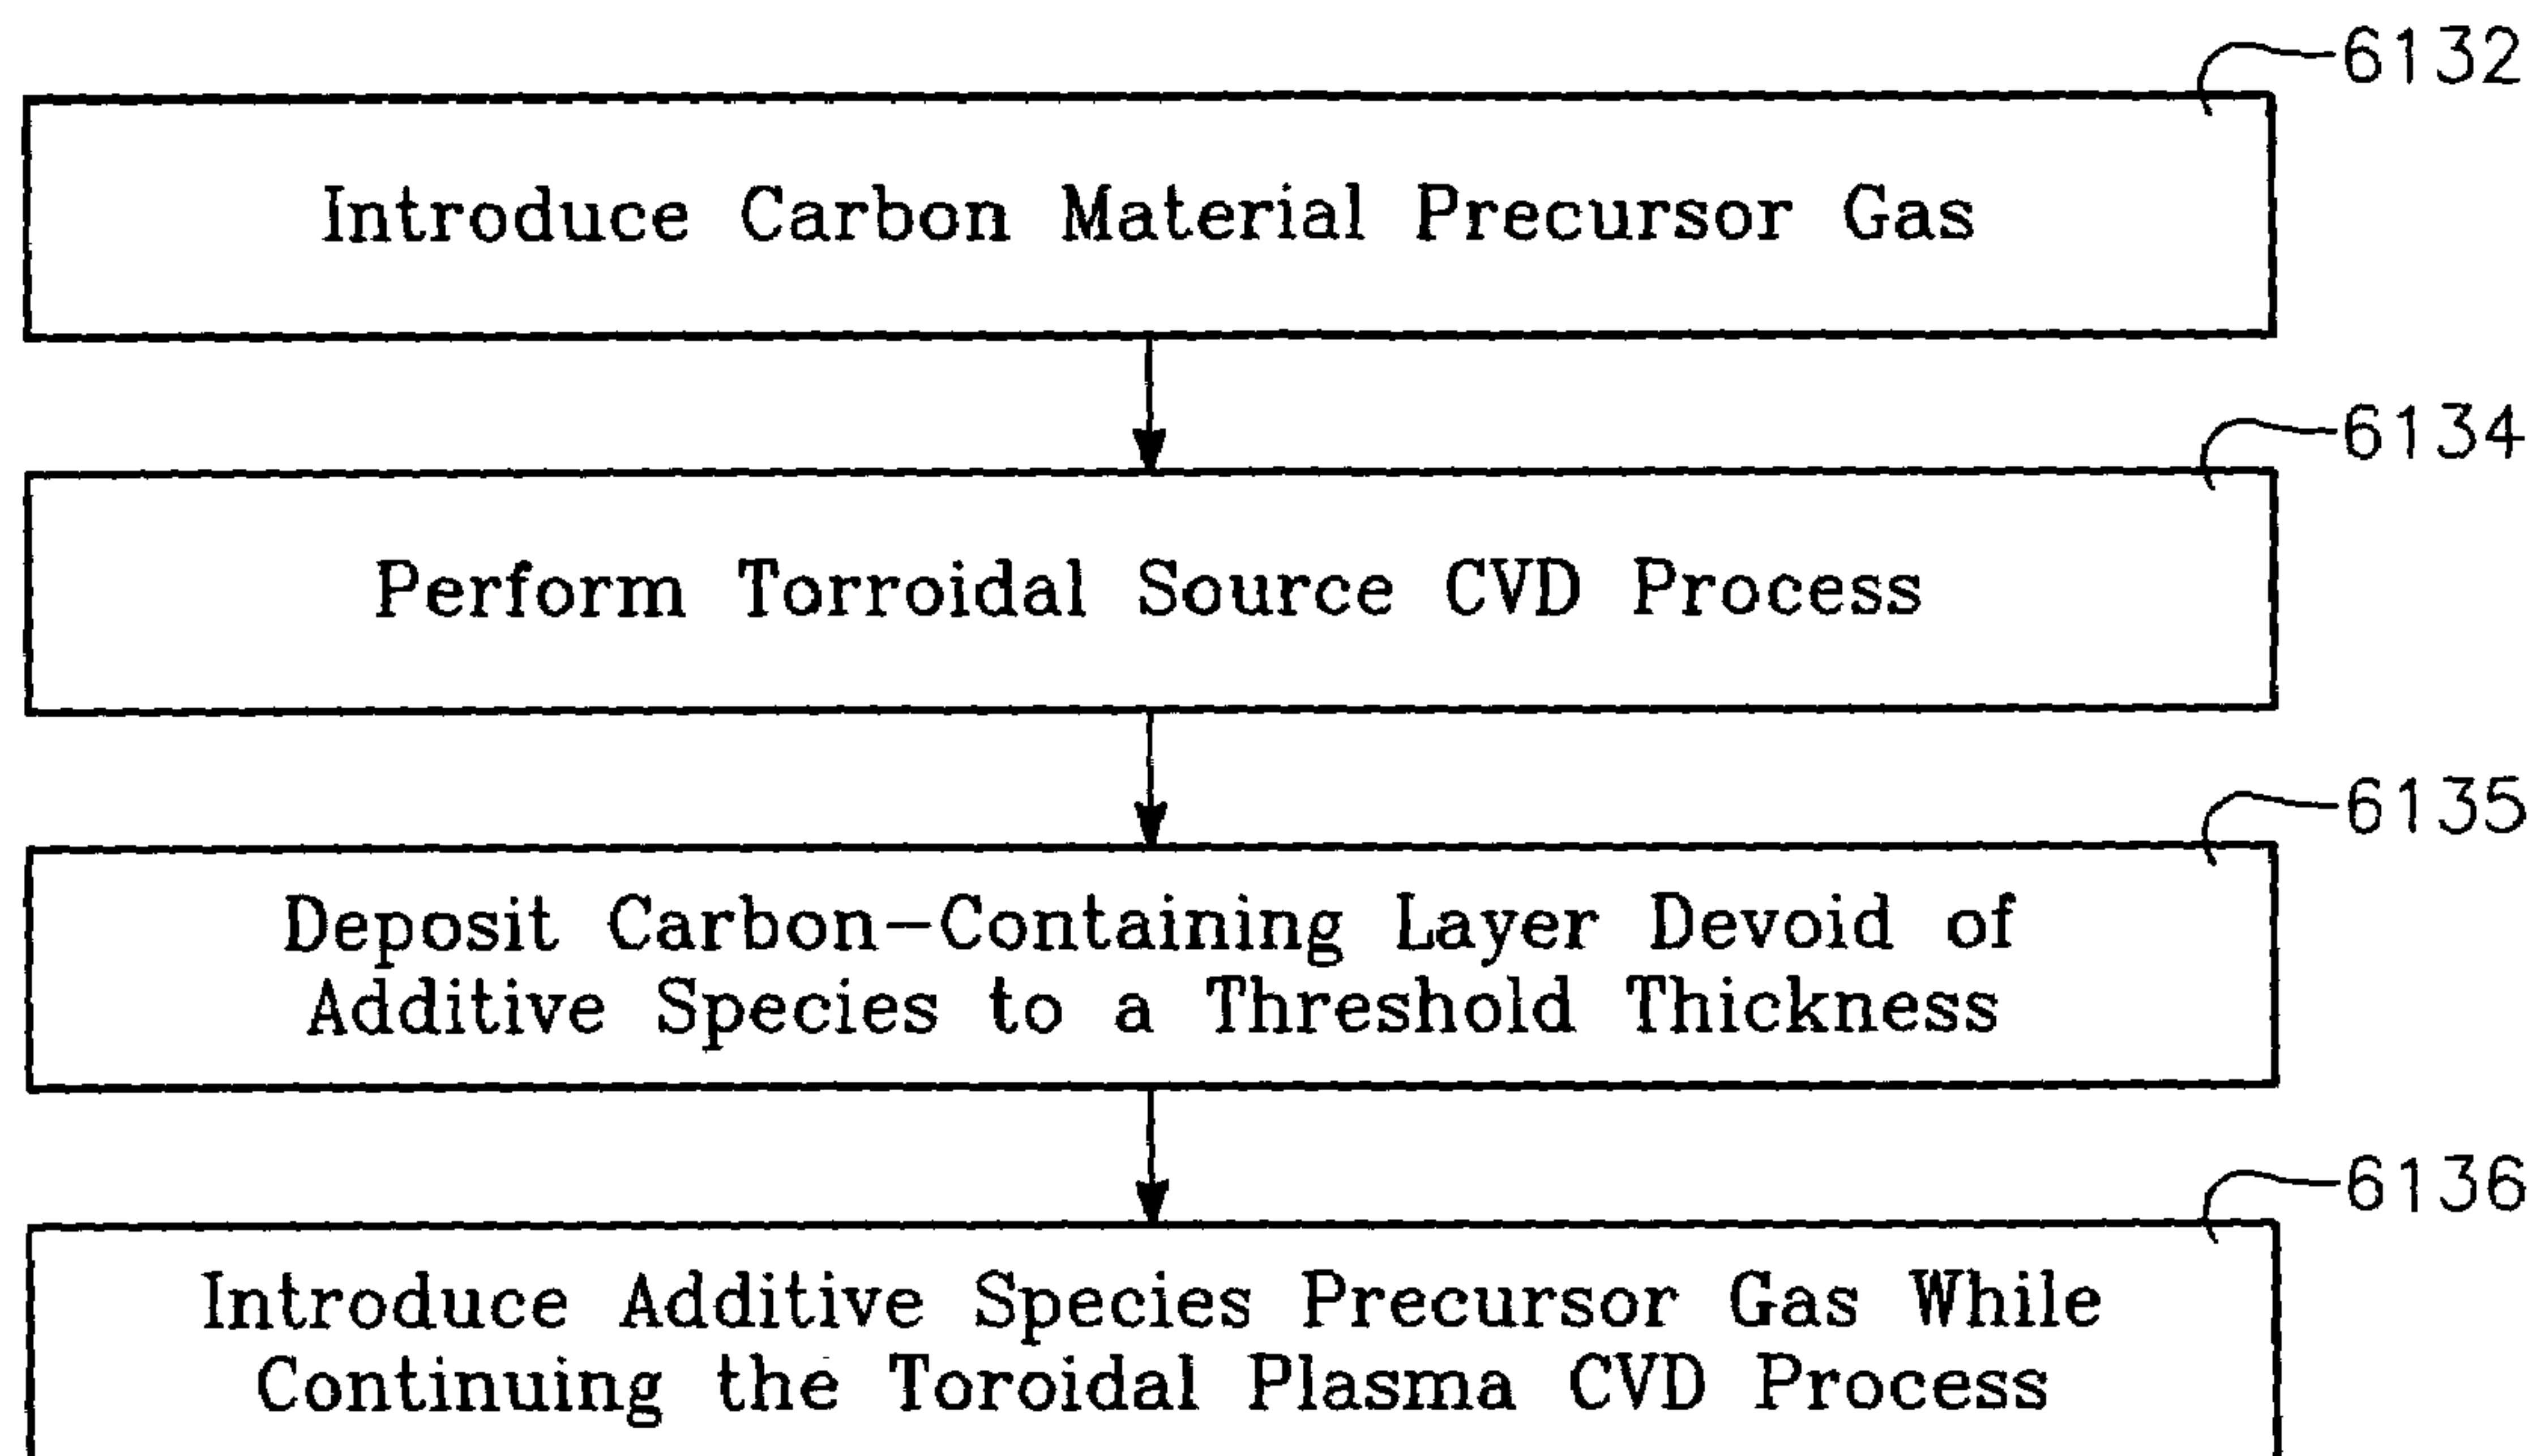 6132
Introduce Carbon Material Precursor Gas
6134
Perform Torroidal Source CVD Process
6135
Deposit Carbon-Containing Layer Devoid of
Additive Species to a Threshold Thickness
6136
Introduce Additive Species Precursor Gas While
Continuing the Toroidal Plasma CVD Process